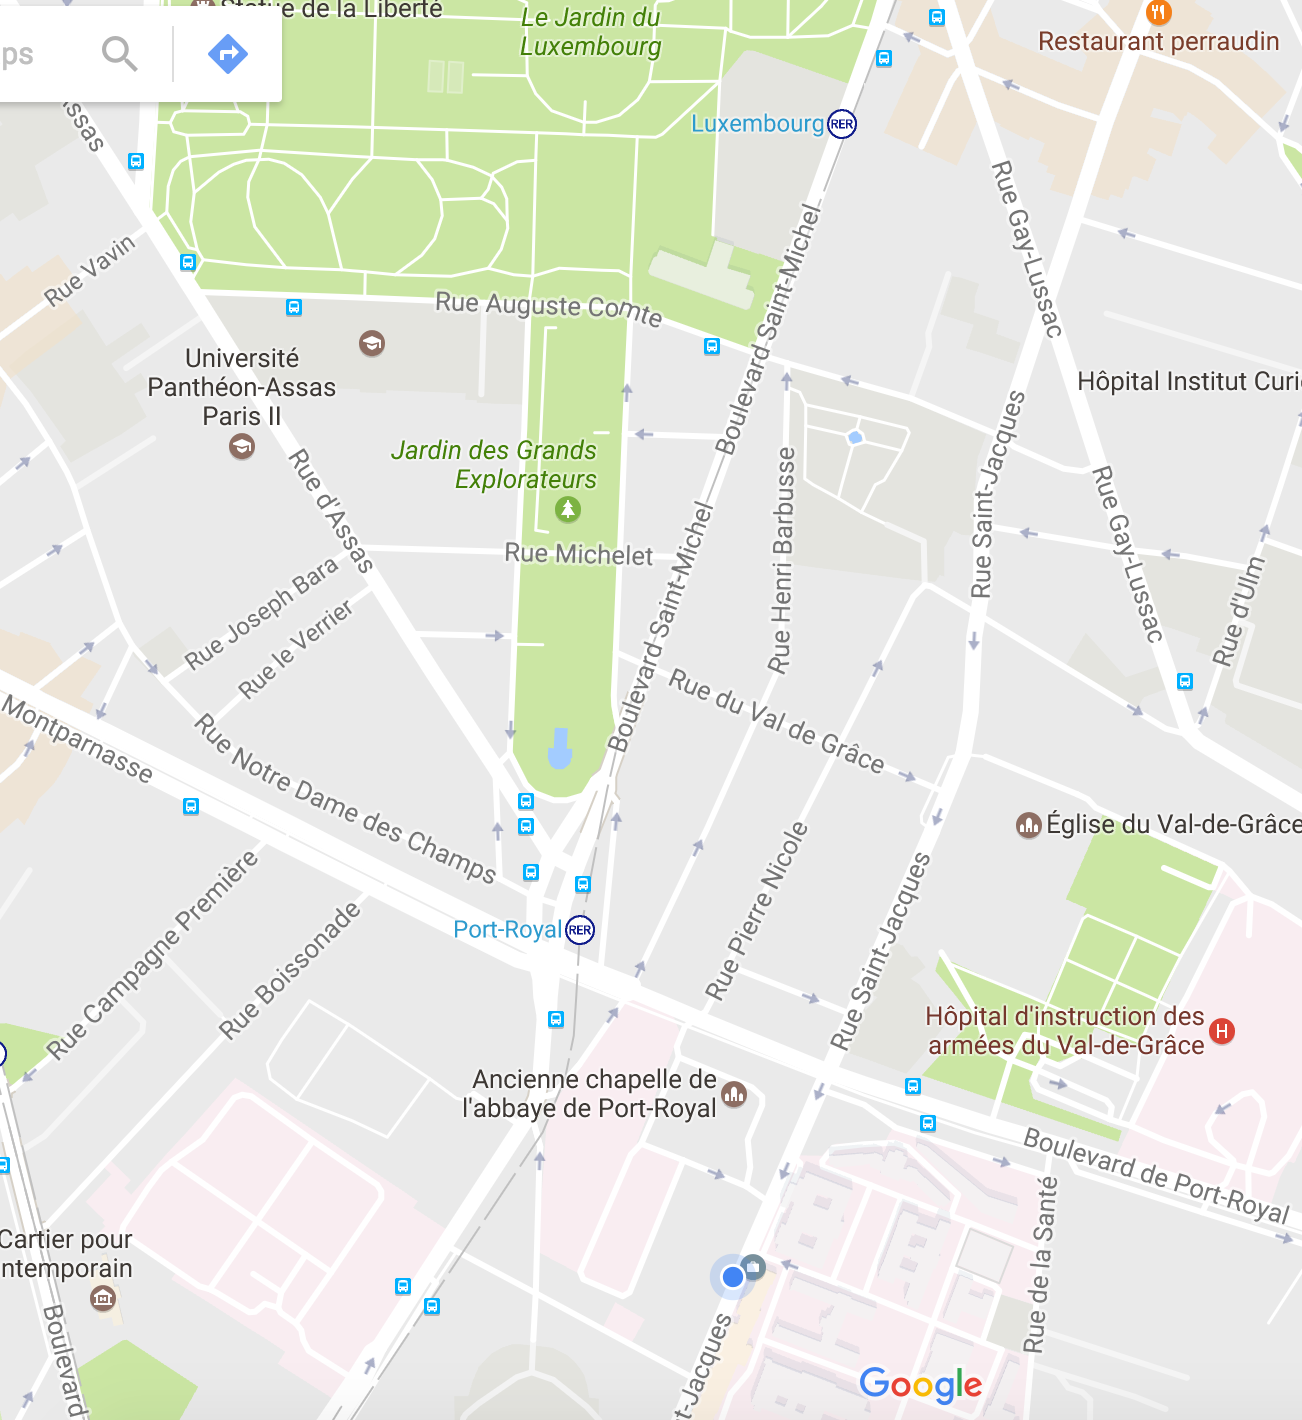 Statue de la Liberté
Le Jardin du
Luxembourg
Restaurant perraudin
ps
Luxembourg
RER
Rue Vavin
Rue Gay-Lussac
Boulevard Saint-Michel
Rue Auguste Comte
Université
Panthéon-Assas
Paris II
Hôpital Institut Curi
Jardin des Grands
Explorateurs
Rue d'Assas
Rue Saint-Jacques
Rue Henri Barbusse
Rue Gay-Lussac
Rue Michelet
Boulevard Saint-Michel
Rue Joseph Bara
Rue le Verrier
Rue d'Ulm
Rue du Val de Grâce
Montparnasse
Rue Notre Dame des Champs
Église du Val-de-Grâce
Rue Campagne Première
Rue Boissonade
Rue Pierre Nicole
Rue Saint-Jacques
Port-Royal
RER
Hôpital d'instruction des
armées du Val-de-Grâce
H
Ancienne chapelle de
l'abbaye de Port-Royal
Boulevard de Port-Royal
Rue de la Santé
Cartier pour
ntemporain
Boulevard
t-Jacques
Google